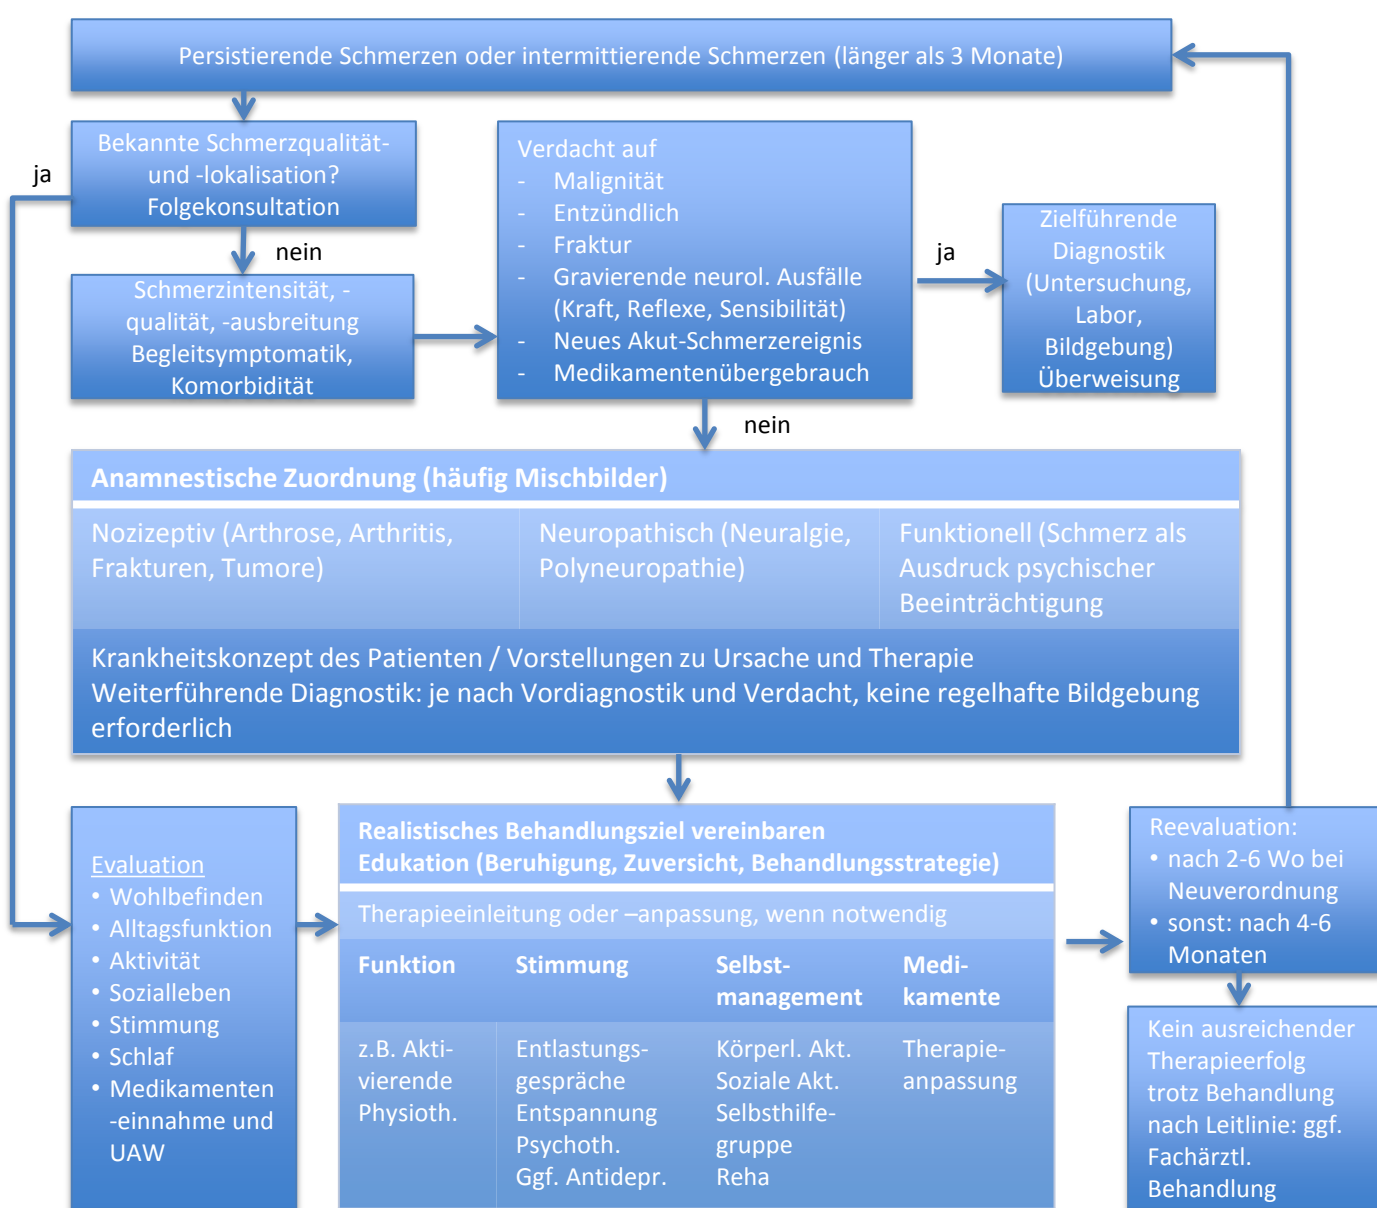 Persistierende Schmerzen oder intermittierende Schmerzen (länger als 3 Monate)
ja
Bekannte Schmerzqualität-
und -lokalisation?
Folgekonsultation
nein
Schmerzintensität, -
qualität, -ausbreitung
Begleitsymptomatik,
Komorbidität
Verdacht auf
- Malignität
- Entzündlich
- Fraktur
- Gravierende neurol. Ausfälle
(Kraft, Reflexe, Sensibilität)
- Neues Akut-Schmerzereignis
- Medikamentenübergebrauch
ja
Zielführende
Diagnostik
(Untersuchung,
Labor,
Bildgebung)
Überweisung
nein
Anamnestische Zuordnung (häufig Mischbilder)
Nozizeptiv (Arthrose, Arthritis,
Frakturen, Tumore)
Neuropathisch (Neuralgie,
Polyneuropathie)
Funktionell (Schmerz als
Ausdruck psychischer
Beeinträchtigung
Krankheitskonzept des Patienten / Vorstellungen zu Ursache und Therapie
Weiterführende Diagnostik: je nach Vordiagnostik und Verdacht, keine regelhafte Bildgebung
erforderlich
Evaluation
• Wohlbefinden
• Alltagsfunktion
• Aktivität
• Sozialleben
• Stimmung
• Schlaf
• Medikamenten
-einnahme und
UAW
Realistisches Behandlungsziel vereinbaren
Edukation (Beruhigung, Zuversicht, Behandlungsstrategie)
Therapieeinleitung oder –anpassung, wenn notwendig
Funktion
z.B. Akti-
vierende
Physioth.
Stimmung
Entlastungs-
gespräche
Entspannung
Psychoth.
Ggf. Antidepr.
Selbst-
management
Körperl. Akt.
Soziale Akt.
Selbsthilfe-
gruppe
Reha
Medi-
kamente
Therapie-
anpassung
Reevaluation:
• nach 2-6 Wo bei
Neuverordnung
• sonst: nach 4-6
Monaten
Kein ausreichender
Therapieerfolg
trotz Behandlung
nach Leitlinie: ggf.
Fachärztl.
Behandlung